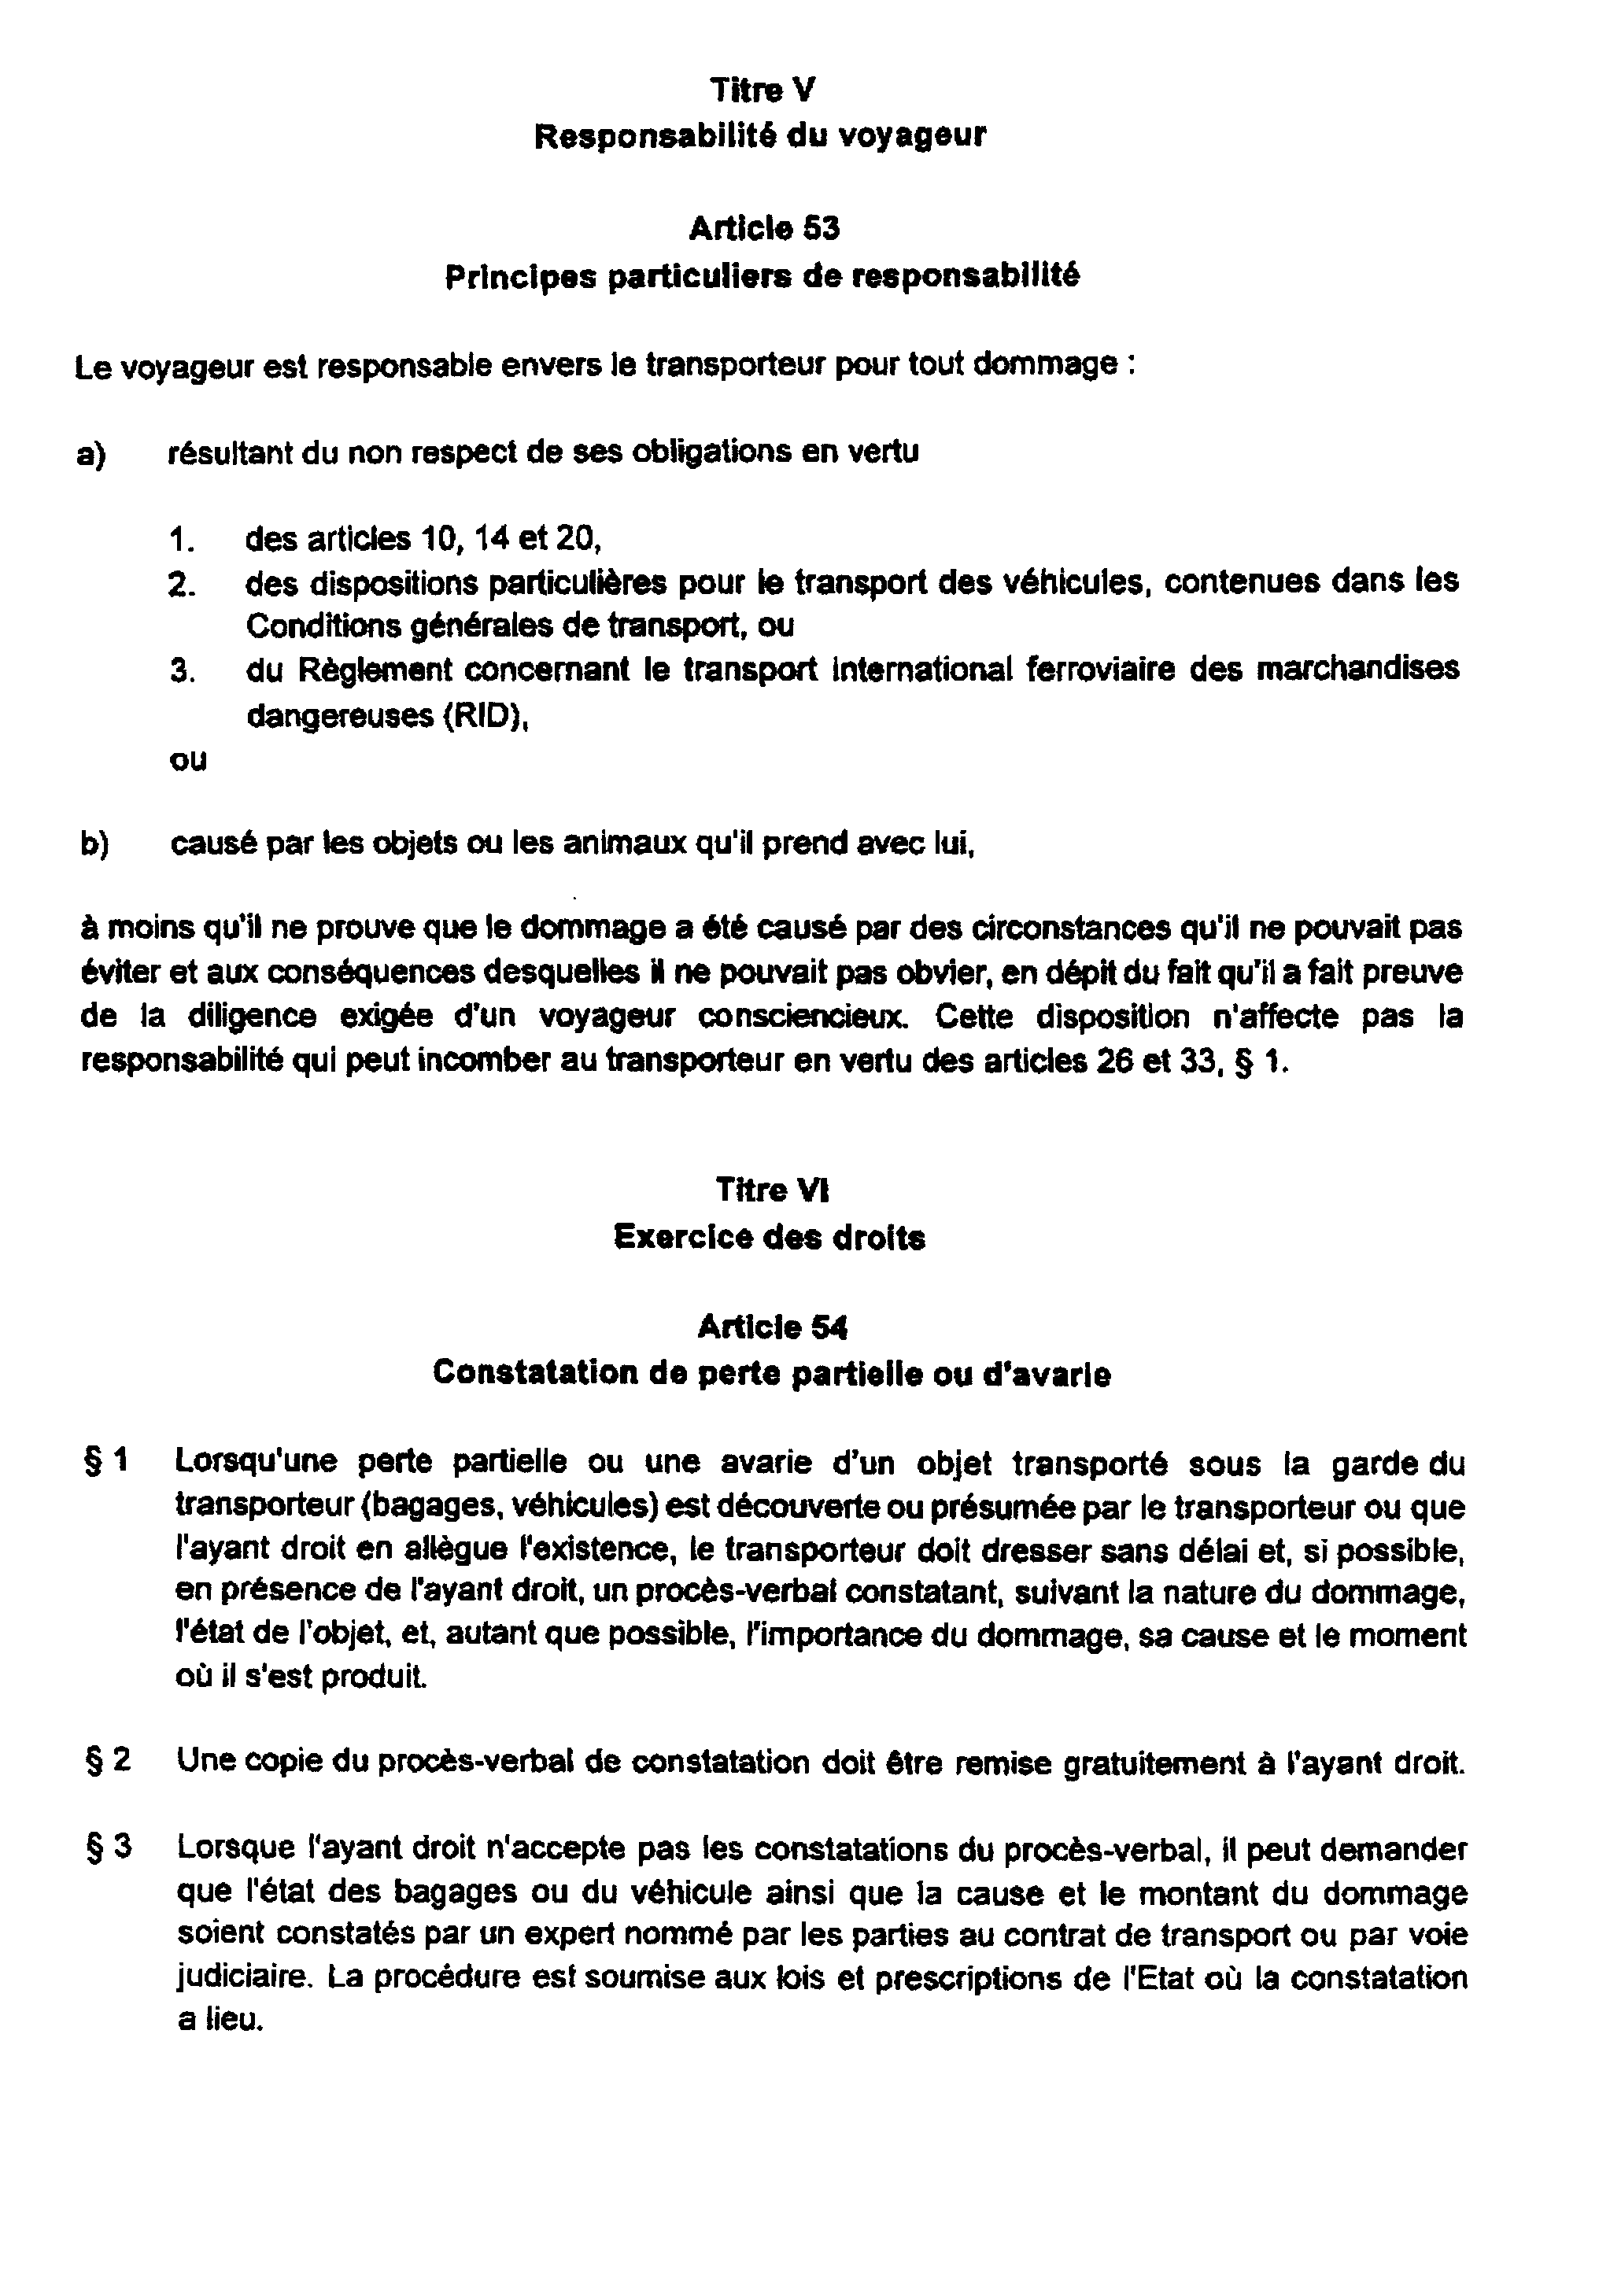 Titre V
Responsabilité du voyageur
Article 53
Principes particuliers de responsabilité
Le voyageur est responsable envers le transporteur pour tout dommage :
a) résultant du non respect de ses obligations en vertu
1. des articles 10, 14 et 20,
2. des dispositions particulières pour le transport des véhicules, contenues dans les
Conditions générales de transport, ou
3. du Règlement concernant le transport international ferroviaire des marchandises
dangereuses (RID),
ou
b) causé par les objets ou les animaux qu'il prend avec lui,
à moins qu'il ne prouve que le dommage a été causé par des circonstances qu'il ne pouvait pas
éviter et aux conséquences desquelles il ne pouvait pas obvier, en dépit du fait qu'il a fait preuve
de la diligence exigée d'un voyageur consciencieux. Cette disposition n'affecte pas la
responsabilité qui peut incomber au transporteur en vertu des articles 26 et 33, § 1.
Titre VI
Exercice des droits
Article 54
Constatation de perte partielle ou d'avarie
§ 1 Lorsqu'une perte partielle ou une avarie d'un objet transporté sous la garde du
transporteur (bagages, véhicules) est découverte ou présumée par le transporteur ou que
l'ayant droit en allègue l'existence, le transporteur doit dresser sans délai et, si possible,
en présence de l'ayant droit, un procès-verbal constatant, suivant la nature du dommage,
l'état de l'objet, et, autant que possible, l'importance du dommage, sa cause et le moment
où il s'est produit.
§ 2 Une copie du procès-verbal de constatation doit être remise gratuitement à l'ayant droit.
§ 3 Lorsque l'ayant droit n'accepte pas les constatations du procès-verbal, il peut demander
que l'état des bagages ou du véhicule ainsi que la cause et le montant du dommage
soient constatés par un expert nommé par les parties au contrat de transport ou par voie
judiciaire. La procédure est soumise aux lois et prescriptions de l'Etat où la constatation
a lieu.